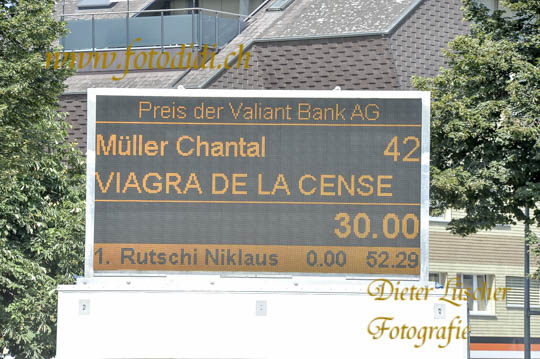 www.fotodidi.ch
Preis der Valiant Bank AG
Müller Chantal 42
VIAGRA DE LA CENSE
30.00
1. Rutschi Niklaus 0.00 52.29
Dieter Lüscher
Fotografie